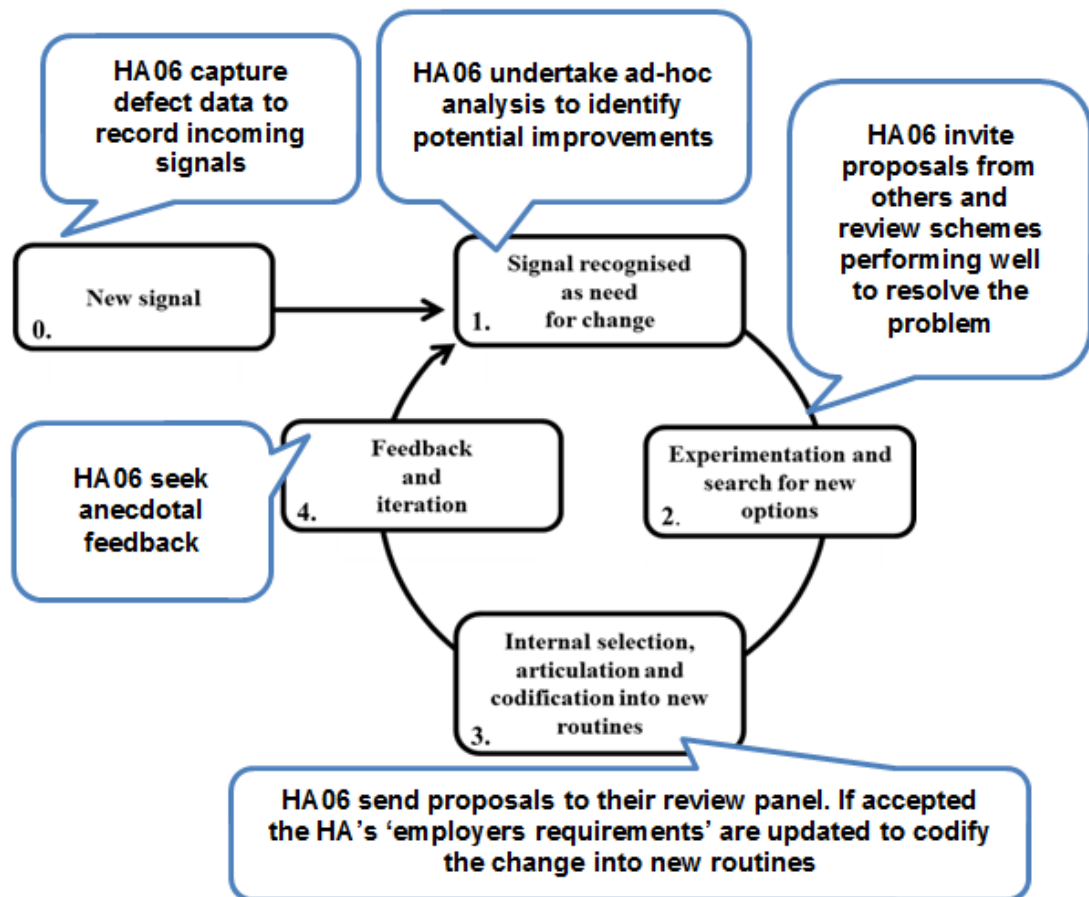 HA06 capture
defect data to
record incoming
signals
HA06 undertake ad-hoc
analysis to identify
potential improvements
HA06 invite
proposals from
others and
review schemes
performing well
to resolve the
problem
New signal
0.
Signal recognised
as need
for change
1.
HA06 seek
anecdotal
feedback
Feedback
and
iteration
4.
Experimentation and
search for new
options
2.
Internal selection,
articulation and
codification into new
routines
3.
HA06 send proposals to their review panel. If accepted
the HA’s ‘employers requirements’ are updated to codify
the change into new routines